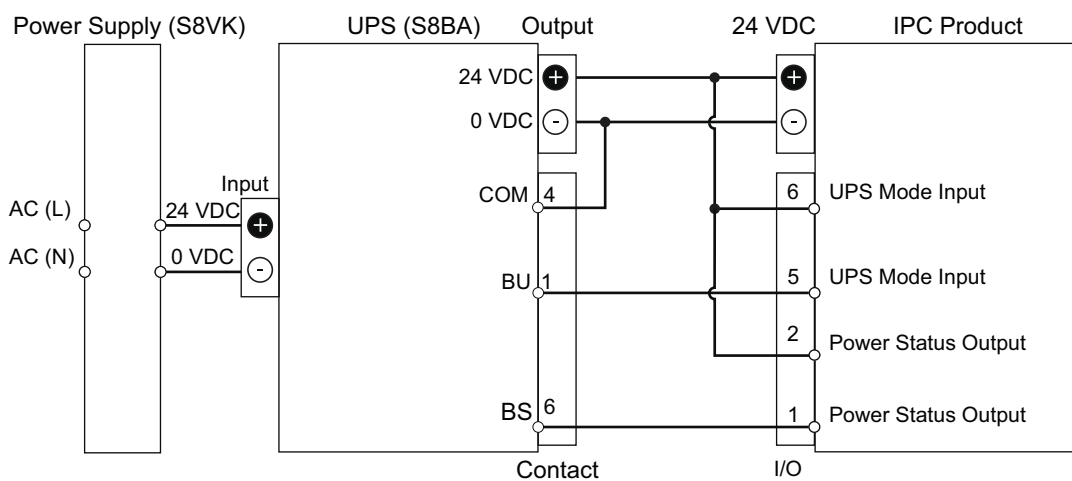 Power Supply (S8VK)
UPS (S8BA)
Output
24 VDC
IPC Product
24 VDC
+
+
0 VDC
-
-
Input
COM
4
6
UPS Mode Input
AC (L)
24 VDC
+
AC (N)
0 VDC
-
BU
1
5
UPS Mode Input
2
Power Status Output
BS
6
1
Power Status Output
Contact
I/O